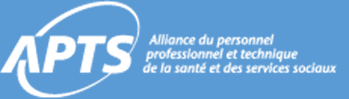 APTS
Alliance du personnel
professionnel et technique
de la santé et des services sociaux